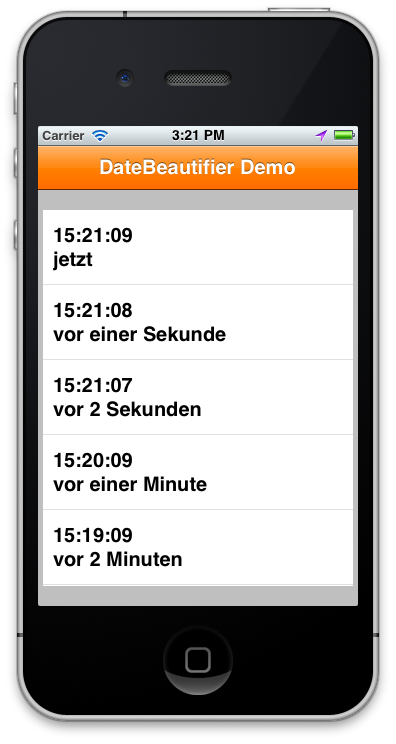 Carrier 3:21 PM
DateBeautifier Demo
15:21:09
jetzt
15:21:08
vor einer Sekunde
15:21:07
vor 2 Sekunden
15:20:09
vor einer Minute
15:19:09
vor 2 Minuten